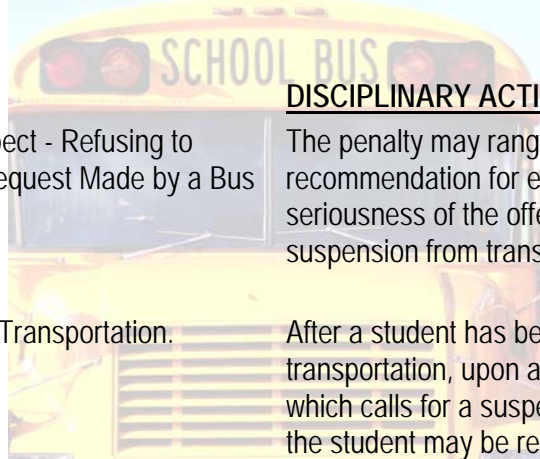 SCHOOL BUS
DISCIPLINARY ACTI
pect - Refusing to
equest Made by a Bus
Transportation.
The penalty may rang
recommendation for e
seriousness of the offe
suspension from trans
After a student has be
transportation, upon a
which calls for a suspe
the student may be re